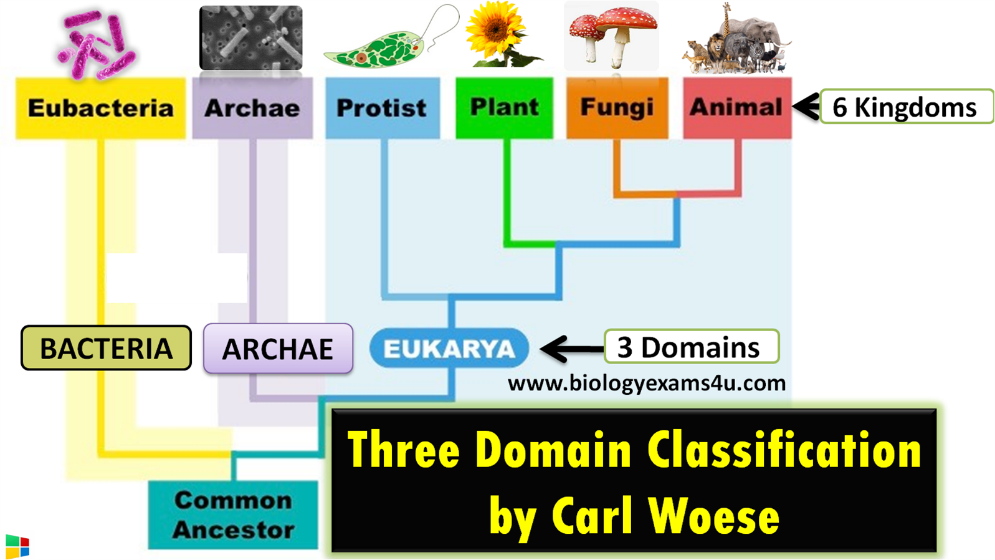 Eubacteria
Archae
Protist
Plant
Fungi
Animal
6 Kingdoms
BACTERIA
ARCHAE
EUKARYA
3 Domains
www.biologyexams4u.com
Three Domain Classification
by Carl Woese
Common
Ancestor